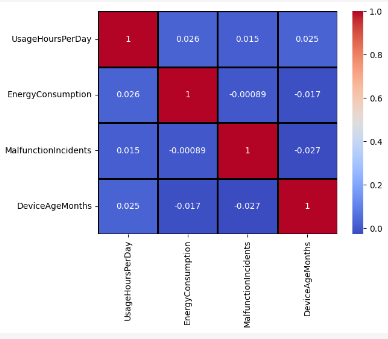 UsageHoursPerDay 1 0.026 0.015 0.025
EnergyConsumption 0.026 1 -0.00089 -0.017
MalfunctionIncidents 0.015 -0.00089 1 -0.027
DeviceAgeMonths 0.025 -0.017 -0.027 1
UsageHoursPerDay
EnergyConsumption
MalfunctionIncidents
DeviceAgeMonths
1.0
0.8
0.6
0.4
0.2
0.0